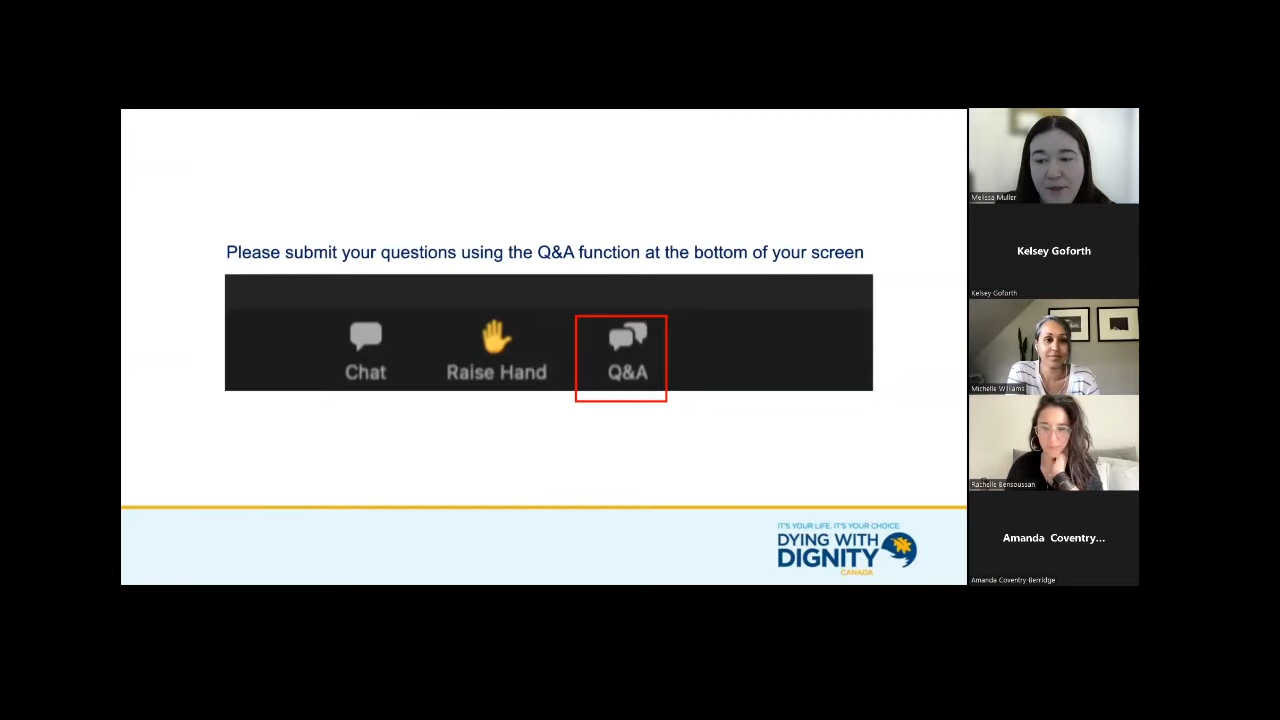 Please submit your questions using the Q&A function at the bottom of your screen
Chat
Raise Hand
Q&A
IT'S YOUR LIFE. IT'S YOUR CHOICE.
DYING WITH
DIGNITY
CANADA
Melissa Muller
Kelsey Goforth
Kelsey Goforth
Michelle Williams
Rachelle Bensoussan
Amanda Coventry...
Amanda Coventry-Berridge